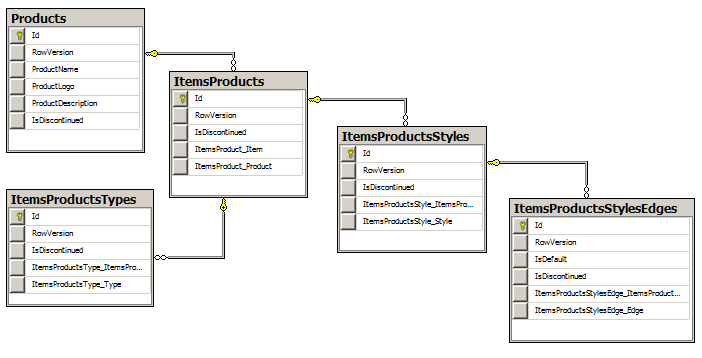 Products
Id
RowVersion
ProductName
ProductLogo
ProductDescription
IsDiscontinued
ItemsProducts
Id
RowVersion
IsDiscontinued
ItemsProduct_Item
ItemsProduct_Product
ItemsProductsStyles
Id
RowVersion
IsDiscontinued
ItemsProductsStyle_ItemsPro...
ItemsProductsStyle_Style
ItemsProductsTypes
Id
RowVersion
IsDiscontinued
ItemsProductsType_ItemsPro...
ItemsProductsType_Type
ItemsProductsStylesEdges
Id
RowVersion
IsDefault
IsDiscontinued
ItemsProductsStylesEdge_ItemsProduct...
ItemsProductsStylesEdge_Edge